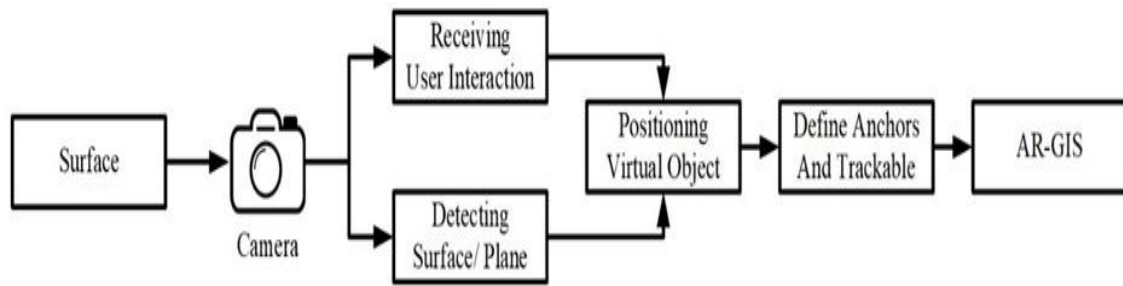 Surface
Camera
Receiving
User Interaction
Detecting
Surface/ Plane
Positioning
Virtual Object
Define Anchors
And Trackable
AR-GIS